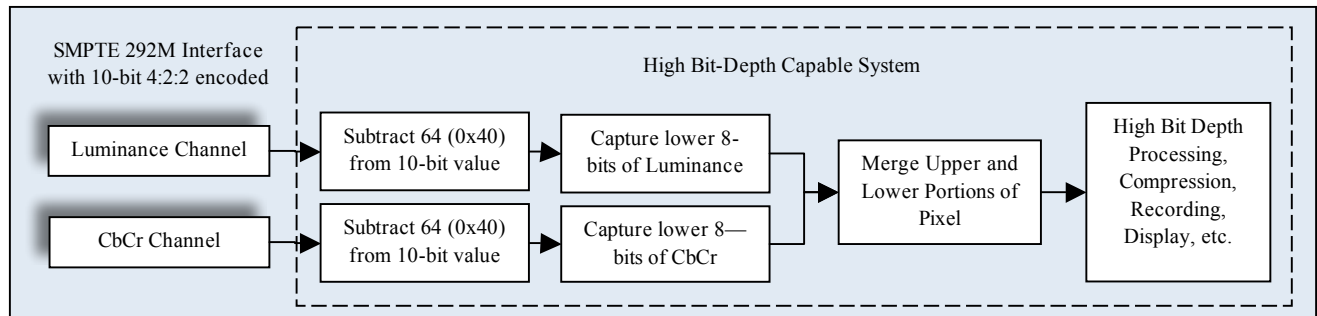 SMPTE 292M Interface
with 10-bit 4:2:2 encoded
High Bit-Depth Capable System
Luminance Channel
Subtract 64 (0x40)
from 10-bit value
Capture lower 8-
bits of Luminance
CbCr Channel
Subtract 64 (0x40)
from 10-bit value
Capture lower 8—
bits of CbCr
Merge Upper and
Lower Portions of
Pixel
High Bit Depth
Processing,
Compression,
Recording,
Display, etc.